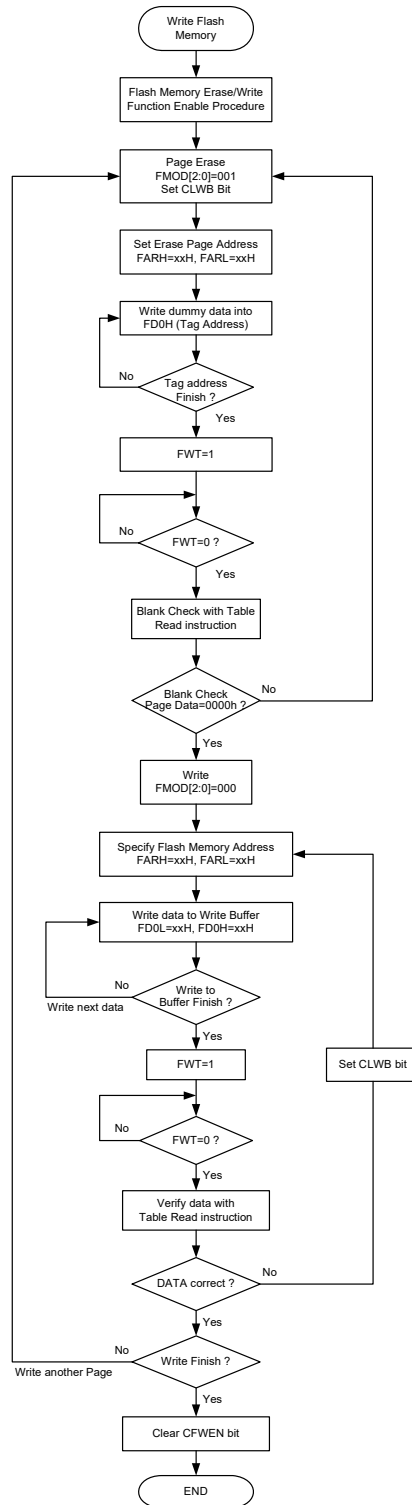 Write Flash
Memory
Flash Memory Erase/Write
Function Enable Procedure
Page Erase
FMOD[2:0]=001
Set CLWB Bit
Set Erase Page Address
FARH=xxH, FARL=xxH
Write dummy data into
FD0H (Tag Address)
No
Tag address
Finish ?
Yes
FWT=1
No
FWT=0 ?
Yes
Blank Check with Table
Read instruction
No
Blank Check
Page Data=0000h ?
Yes
Write
FMOD[2:0]=000
Specify Flash Memory Address
FARH=xxH, FARL=xxH
Write data to Write Buffer
FD0L=xxH, FD0H=xxH
No
Write next data
Write to
Buffer Finish ?
Yes
FWT=1
Set CLWB bit
No
FWT=0 ?
Yes
Verify data with
Table Read instruction
No
DATA correct ?
Yes
No
Write another Page
Write Finish ?
Yes
Clear CFWEN bit
END